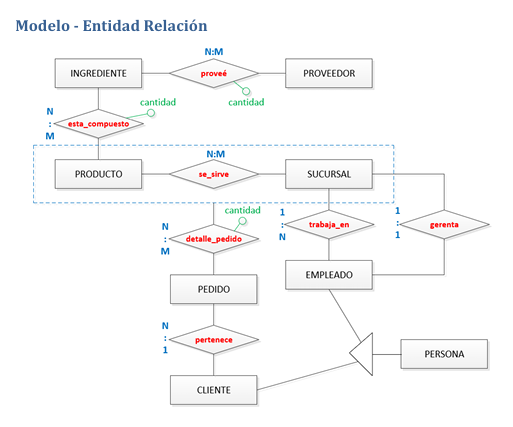 Modelo - Entidad Relación
N:M
INGREDIENTE
proveé
PROVEEDOR
cantidad
cantidad
N
:
M
esta_compuesto
N:M
PRODUCTO
se_sirve
SUCURSAL
cantidad
N
:
M
detalle_pedido
1
:
N
trabaja_en
1
:
1
gerenta
EMPLEADO
PEDIDO
N
:
1
pertenece
PERSONA
CLIENTE